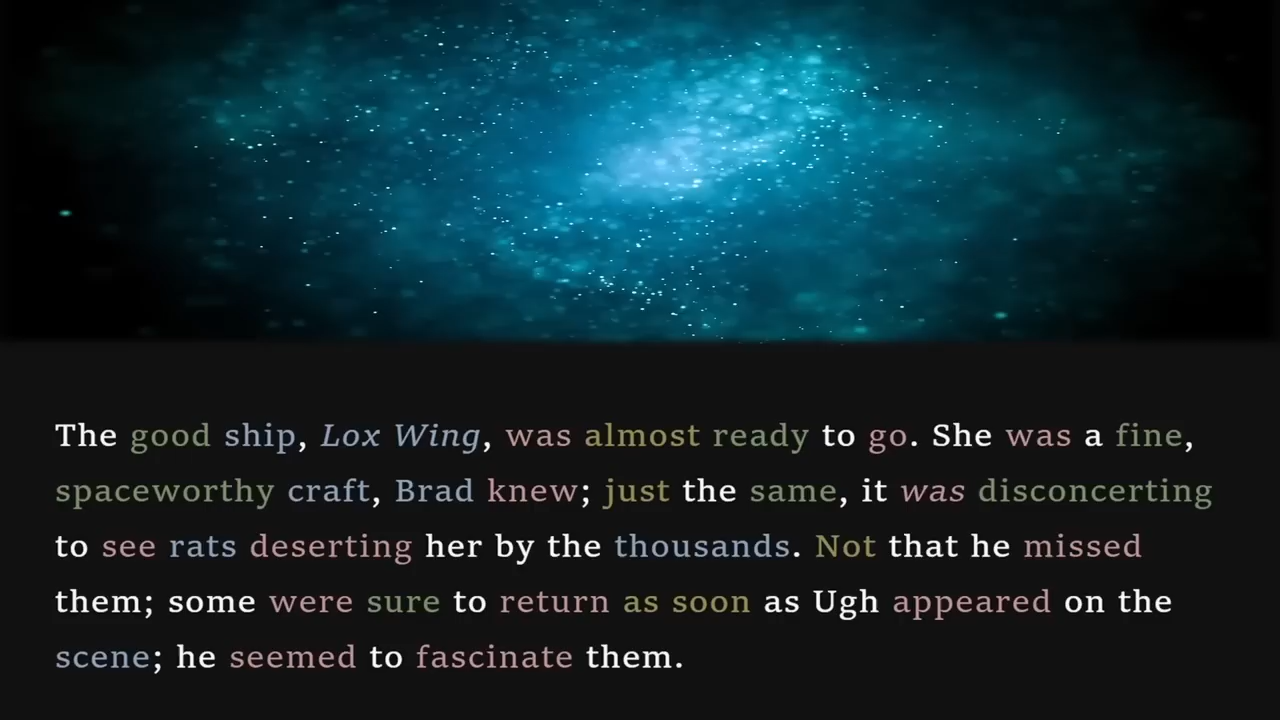 The good ship, Lox Wing, was almost ready to go. She was a fine,
spaceworthy craft, Brad knew; just the same, it was disconcerting
to see rats deserting her by the thousands. Not that he missed
them; some were sure to return as soon as Ugh appeared on the
scene; he seemed to fascinate them.